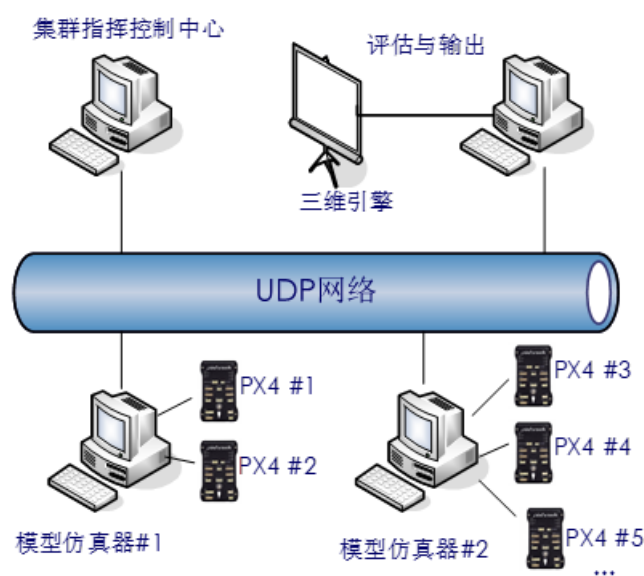 集群指挥控制中心
评估与输出
三维引擎
UDP网络
PX4 #1
PX4 #2
PX4 #3
PX4 #4
PX4 #5
...
模型仿真器#1
模型仿真器#2